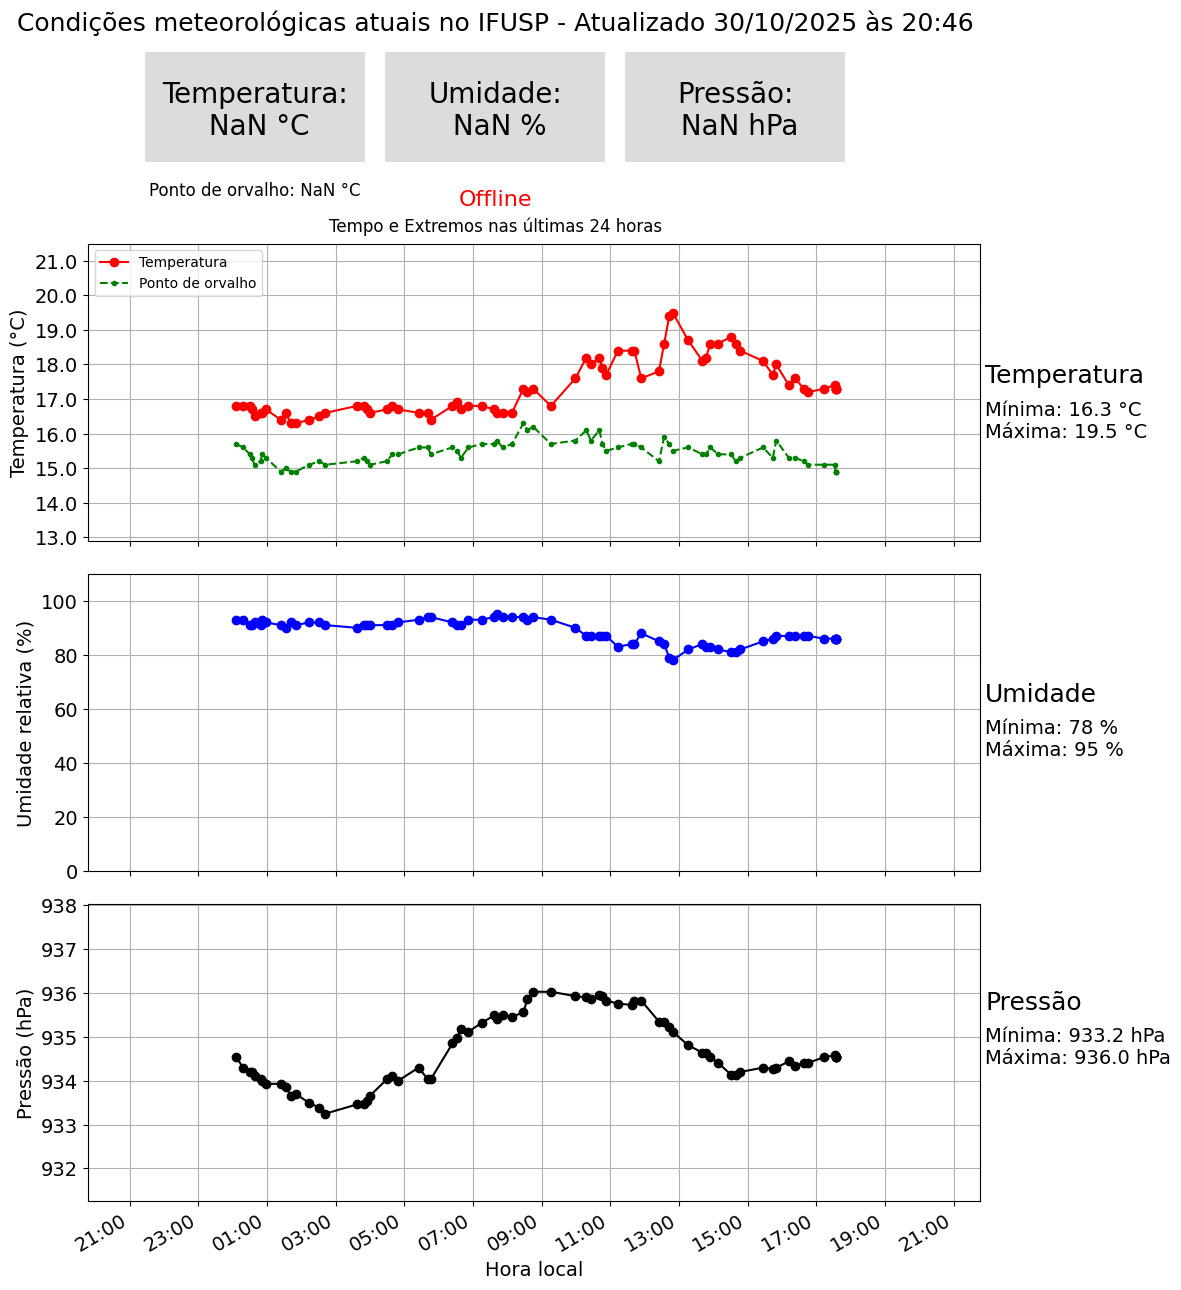 Condições meteorológicas atuais no IFUSP - Atualizado 30/10/2025 às 20:46
Temperatura:
NaN °C
Umidade:
NaN %
Pressão:
NaN hPa
Ponto de orvalho: NaN °C
Offline
Tempo e Extremos nas últimas 24 horas
Temperatura
Ponto de orvalho
Temperatura (°C)
21.0
20.0
19.0
18.0
17.0
16.0
15.0
14.0
13.0
Temperatura
Mínima: 16.3 °C
Máxima: 19.5 °C
Umidade relativa (%)
100
80
60
40
20
0
Umidade
Mínima: 78 %
Máxima: 95 %
Pressão (hPa)
938
937
936
935
934
933
932
Pressão
Mínima: 933.2 hPa
Máxima: 936.0 hPa
21:00 23:00 01:00 03:00 05:00 07:00 09:00 11:00 13:00 15:00 17:00 19:00 21:00
Hora local